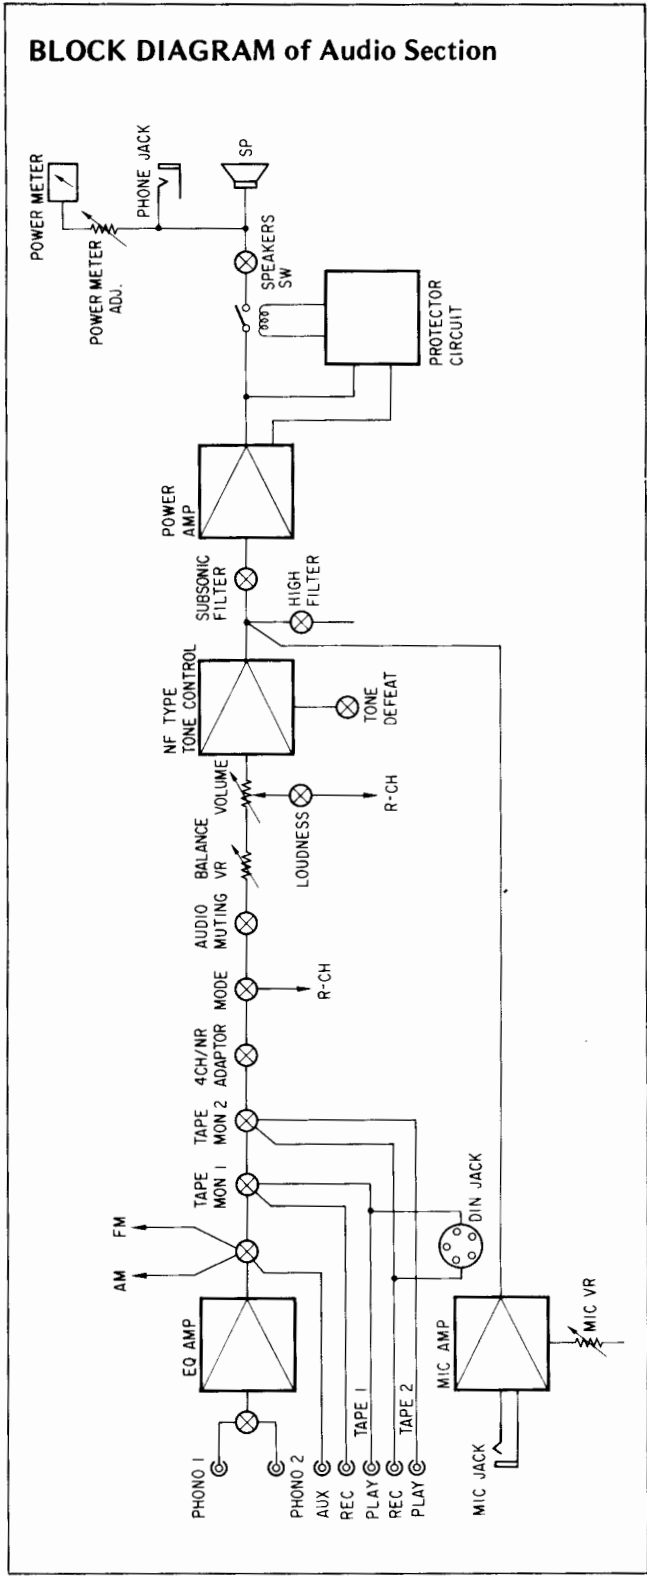 BLOCK DIAGRAM of Audio Section
POWER METER
POWER METER
ADJ.
PHONE JACK
SP
SPEAKERS
SW
PROTECTOR
CIRCUIT
POWER
AMP
SUBSONIC
FILTER
HIGH
FILTER
NF TYPE
TONE CONTROL
TONE
DEFEAT
VOLUME
LOUDNESS
R-CH
BALANCE
VR
AUDIO
MUTING
MODE
R-CH
4CH/NR
ADAPTOR
TAPE
MON 2
TAPE
MON 1
FM
AM
DIN JACK
EQ AMP
MIC AMP
MIC VR
TAPE 1
TAPE 2
PHONO 1
PHONO 2
AUX
REC
PLAY
REC
PLAY
MIC JACK